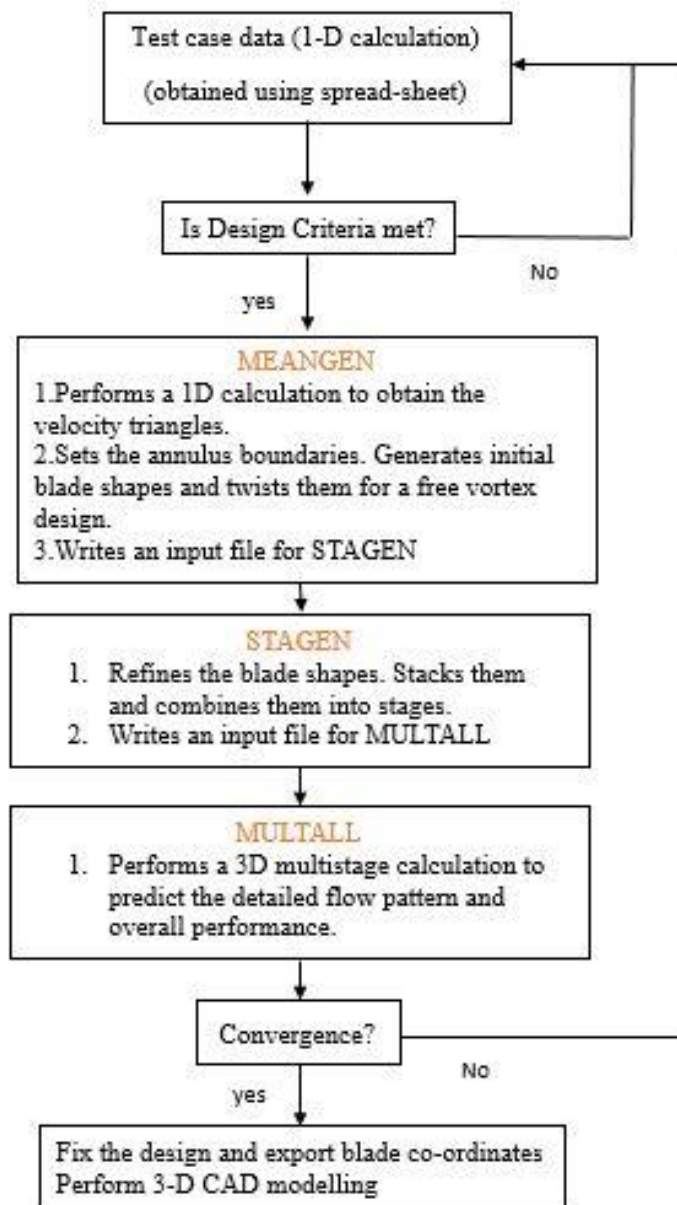 Test case data (1-D calculation)
(obtained using spread-sheet)
Is Design Criteria met?
No
yes
MEANGEN
1.Performs a 1D calculation to obtain the
velocity triangles.
2.Sets the annulus boundaries. Generates initial
blade shapes and twists them for a free vortex
design.
3.Writes an input file for STAGEN
STAGEN
1. Refines the blade shapes. Stacks them
and combines them into stages.
2. Writes an input file for MULTALL
MULTALL
1. Performs a 3D multistage calculation to
predict the detailed flow pattern and
overall performance.
Convergence?
No
yes
Fix the design and export blade co-ordinates
Perform 3-D CAD modelling